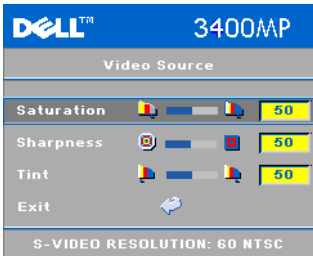 DELL™ 3400MP
Video Source
Saturation 50
Sharpness 50
Tint 50
Exit
S-VIDEO RESOLUTION: 60 NTSC